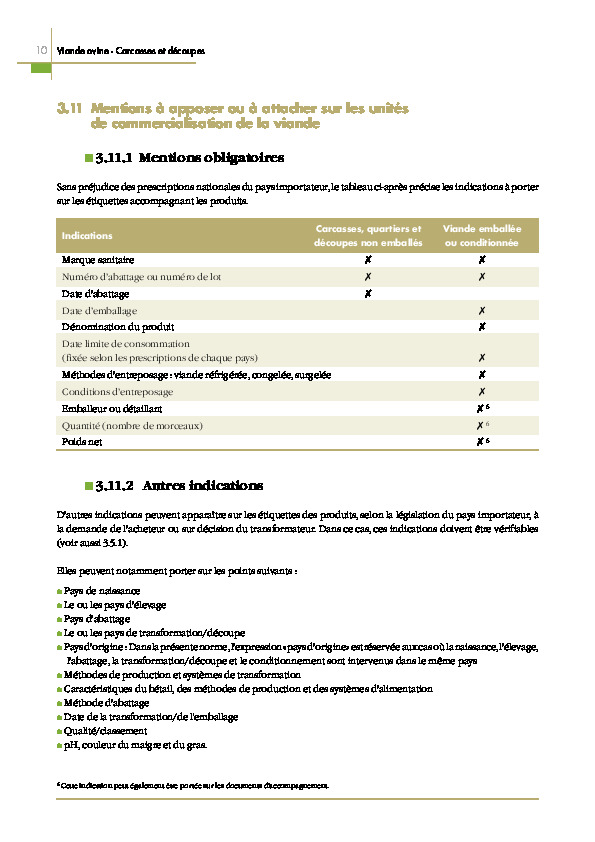 10 Viande ovine - Carcasses et découpes
3.11 Mentions à apposer ou à attacher sur les unités
de commercialisation de la viande
3.11.1 Mentions obligatoires
Sans préjudice des prescriptions nationales du pays importateur, le tableau ci-après précise les indications à porter
sur les étiquettes accompagnant les produits.
Indications Carcasses, quartiers et découpes non emballés Viande emballée ou conditionnée
Marque sanitaire ✘ ✘
Numéro d'abattage ou numéro de lot ✗ ✗
Date d'abattage ✘
Date d'emballage ✗
Dénomination du produit ✘
Date limite de consommation
(fixée selon les prescriptions de chaque pays) ✗
Méthodes d'entreposage : viande réfrigérée, congelée, surgelée ✘
Conditions d'entreposage ✗
Emballeur ou détaillant ✘ 6
Quantité (nombre de morceaux) ✗ 6
Poids net ✘ 6
3.11.2 Autres indications
D'autres indications peuvent apparaître sur les étiquettes des produits, selon la législation du pays importateur, à
la demande de l'acheteur ou sur décision du transformateur. Dans ce cas, ces indications doivent être vérifiables
(voir aussi 3.5.1).
Elles peuvent notamment porter sur les points suivants :
■ Pays de naissance
■ Le ou les pays d'élevage
■ Pays d'abattage
■ Le ou les pays de transformation/découpe
■ Pays d'origine : Dans la présente norme, l'expression «pays d'origine» est réservée aux cas où la naissance, l'élevage,
l'abattage, la transformation/découpe et le conditionnement sont intervenus dans le même pays
■ Méthodes de production et systèmes de transformation
■ Caractéristiques du bétail, des méthodes de production et des systèmes d'alimentation
■ Méthode d'abattage
■ Date de la transformation/de l'emballage
■ Qualité/classement
■ pH, couleur du maigre et du gras.
6 Cette indication peut également être portée sur les documents d'accompagnement.